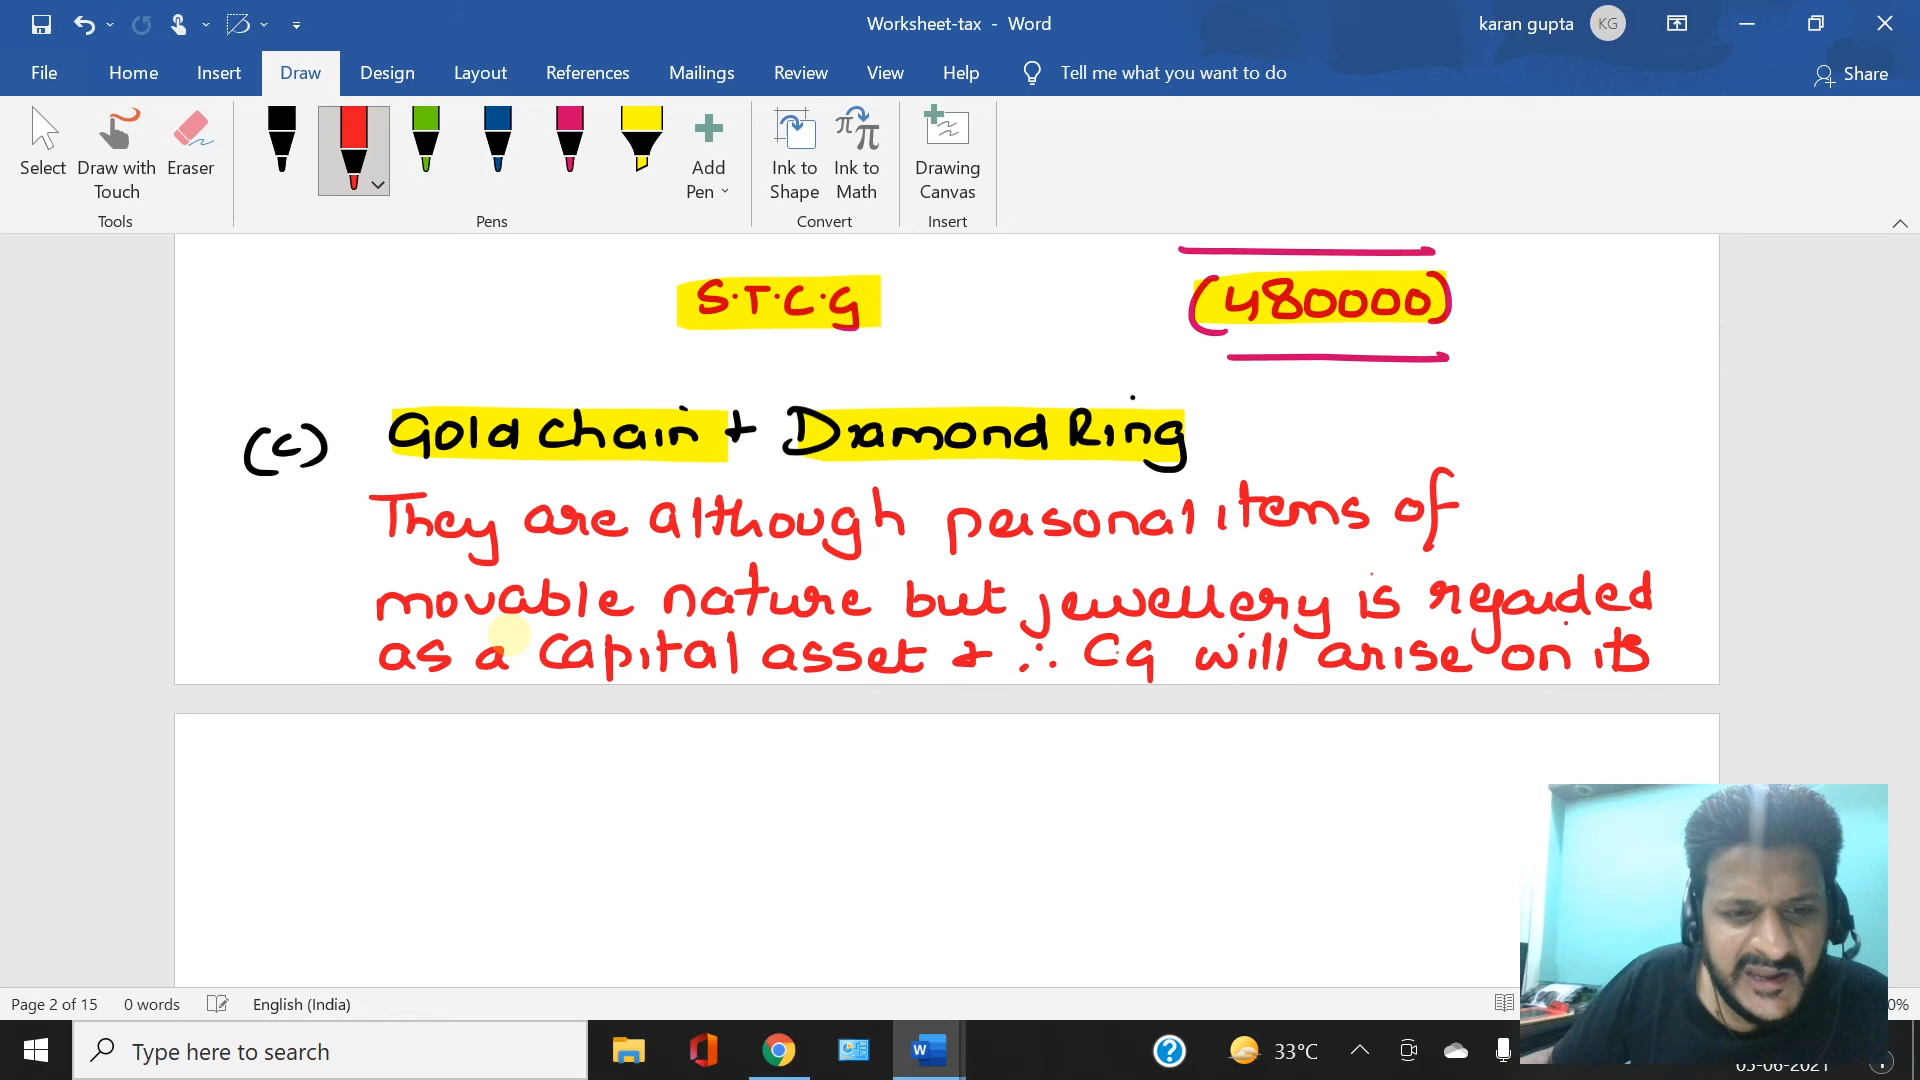 Worksheet-tax - Word
karan gupta KG
File Home Insert Draw Design Layout References Mailings Review View Help Tell me what you want to do Share
Select Draw with Touch Eraser Add Pen Ink to Shape Ink to Math Drawing Canvas
Tools Pens Convert Insert
S.T.C.G (480000)
(c) Gold chain + Diamond Ring
They are although personal items of
movable nature but jewellery is regarded
as a capital asset & ∴ CG will arise on its
Page 2 of 15 0 words English (India) 0%
Type here to search W 33°C
05-06-2021